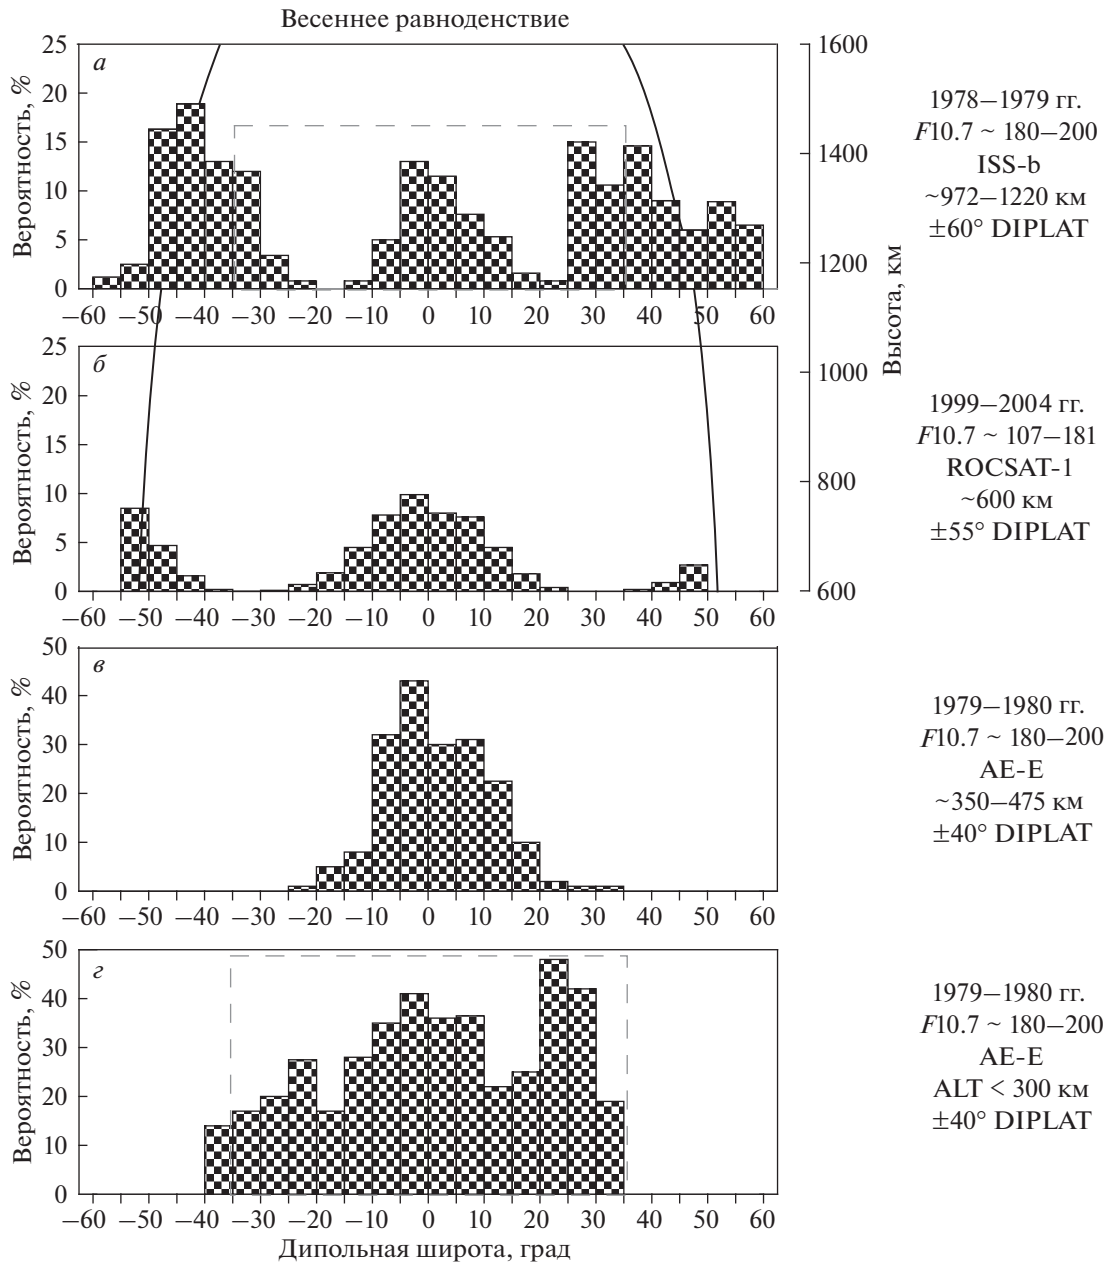 Весеннее равноденствие
а
Вероятность, %
25
20
15
10
5
0
−60 −50 −40 −30 −20 −10 0 10 20 30 40 50 60
1600
1400
1200
1000
800
600
Высота, км
1978−1979 гг.
F10.7 ~ 180−200
ISS-b
~972−1220 км
±60° DIPLAT
б
Вероятность, %
25
20
15
10
5
0
−60 −50 −40 −30 −20 −10 0 10 20 30 40 50 60
1999−2004 гг.
F10.7 ~ 107−181
ROCSAT-1
~600 км
±55° DIPLAT
в
Вероятность, %
50
40
30
20
10
0
−60 −50 −40 −30 −20 −10 0 10 20 30 40 50 60
1979−1980 гг.
F10.7 ~ 180−200
AE-E
~350−475 км
±40° DIPLAT
г
Вероятность, %
50
40
30
20
10
0
−60 −50 −40 −30 −20 −10 0 10 20 30 40 50 60
Дипольная широта, град
1979−1980 гг.
F10.7 ~ 180−200
AE-E
ALT < 300 км
±40° DIPLAT